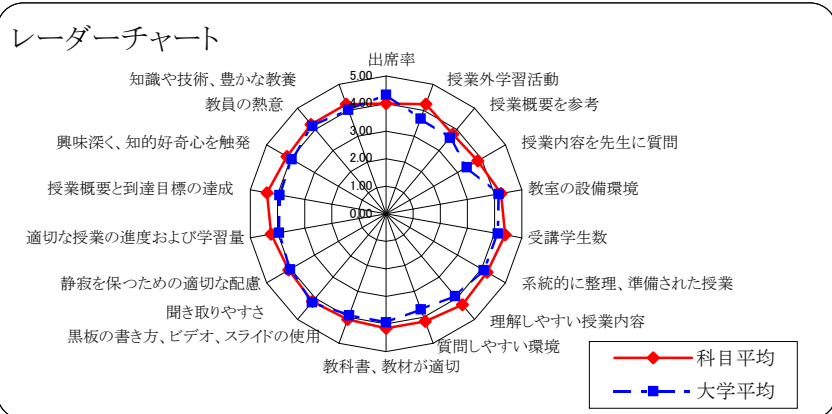 レーダーチャート
出席率
授業外学習活動
授業概要を参考
授業内容を先生に質問
教室の設備環境
受講学生数
系統的に整理、準備された授業
理解しやすい授業内容
質問しやすい環境
教科書、教材が適切
黒板の書き方、ビデオ、スライドの使用
聞き取りやすさ
静寂を保つための適切な配慮
適切な授業の進度および学習量
授業概要と到達目標の達成
興味深く、知的好奇心を触発
教員の熱意
知識や技術、豊かな教養
5.00
4.00
3.00
2.00
1.00
0.00
科目平均
大学平均